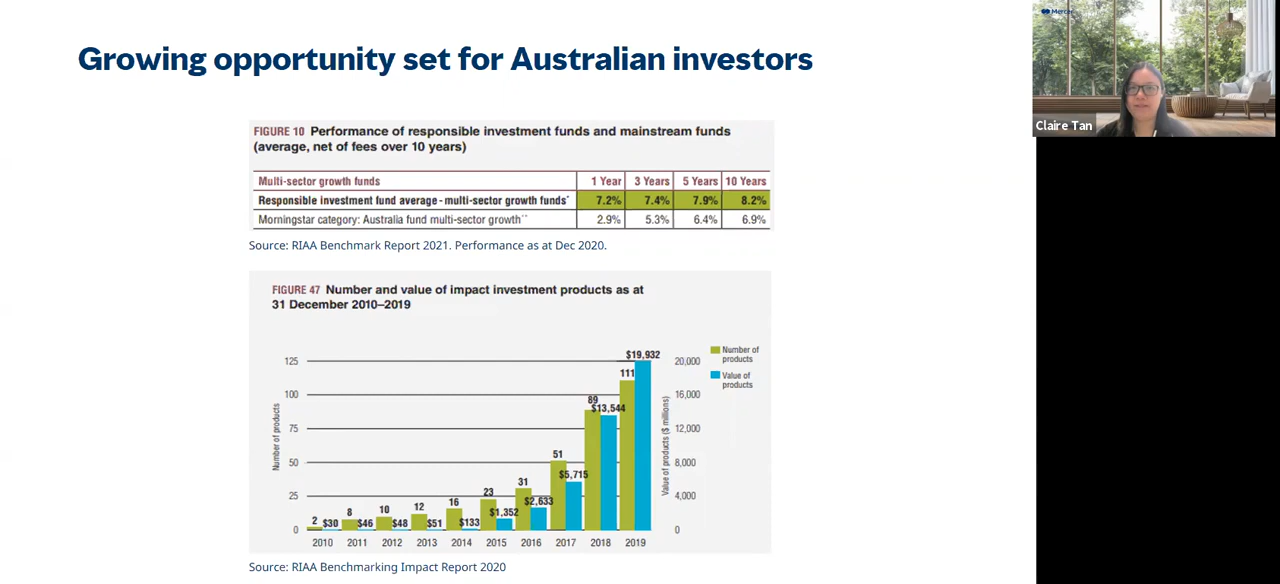 Growing opportunity set for Australian investors
Mercer
Claire Tan
FIGURE 10 Performance of responsible investment funds and mainstream funds
(average, net of fees over 10 years)
Multi-sector growth funds 1 Year 3 Years 5 Years 10 Years
Responsible investment fund average - multi-sector growth funds* 7.2% 7.4% 7.9% 8.2%
Morningstar category: Australia fund multi-sector growth** 2.9% 5.3% 6.4% 6.9%
Source: RIAA Benchmark Report 2021. Performance as at Dec 2020.
FIGURE 47 Number and value of impact investment products as at
31 December 2010–2019
Number of products
125
100
75
50
25
0
2 $30
8 $46
10 $48
12 $51
16 $133
23 $1,352
31 $2,633
51 $5,715
89 $13,544
111 $19,932
2010 2011 2012 2013 2014 2015 2016 2017 2018 2019
20,000
16,000
12,000
8,000
4,000
0
Value of products ($ millions)
Number of
products
Value of
products
Source: RIAA Benchmarking Impact Report 2020